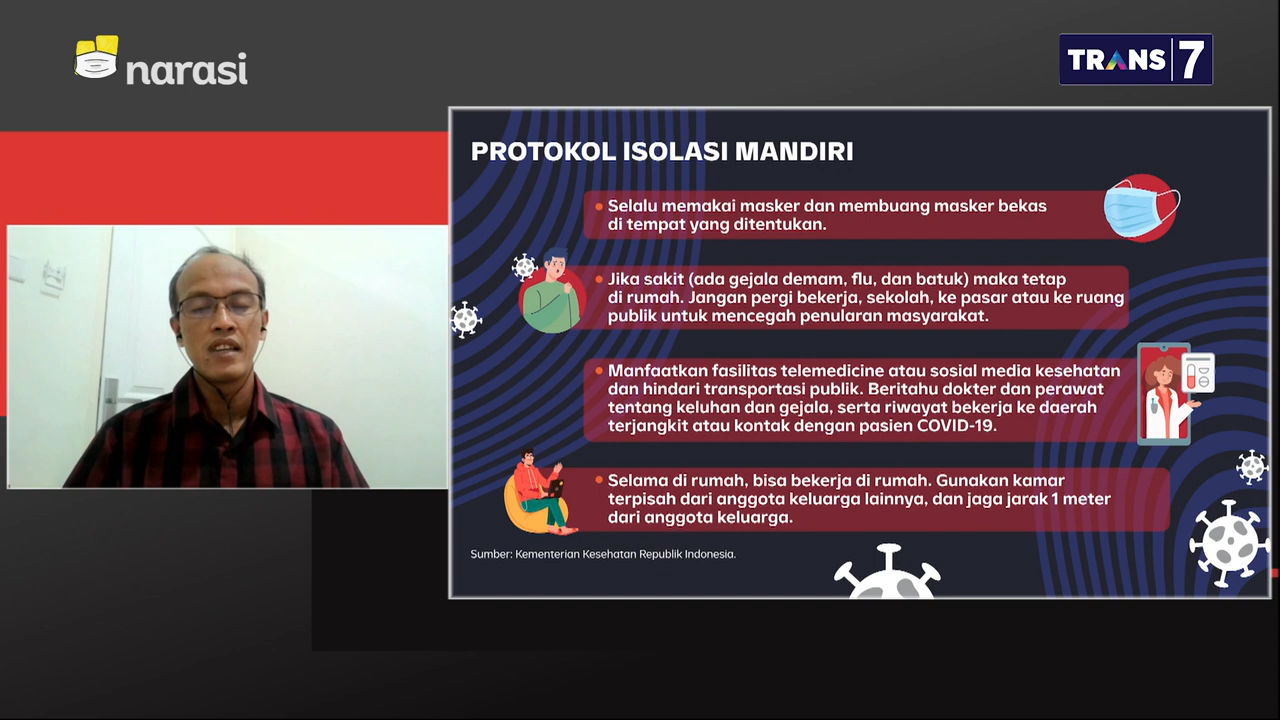 narasi
TRANS 7
PROTOKOL ISOLASI MANDIRI
Selalu memakai masker dan membuang masker bekas
di tempat yang ditentukan.
Jika sakit (ada gejala demam, flu, dan batuk) maka tetap
di rumah. Jangan pergi bekerja, sekolah, ke pasar atau ke ruang
publik untuk mencegah penularan masyarakat.
Manfaatkan fasilitas telemedicine atau sosial media kesehatan
dan hindari transportasi publik. Beritahu dokter dan perawat
tentang keluhan dan gejala, serta riwayat bekerja ke daerah
terjangkit atau kontak dengan pasien COVID-19.
Selama di rumah, bisa bekerja di rumah. Gunakan kamar
terpisah dari anggota keluarga lainnya, dan jaga jarak 1 meter
dari anggota keluarga.
Sumber: Kementerian Kesehatan Republik Indonesia.